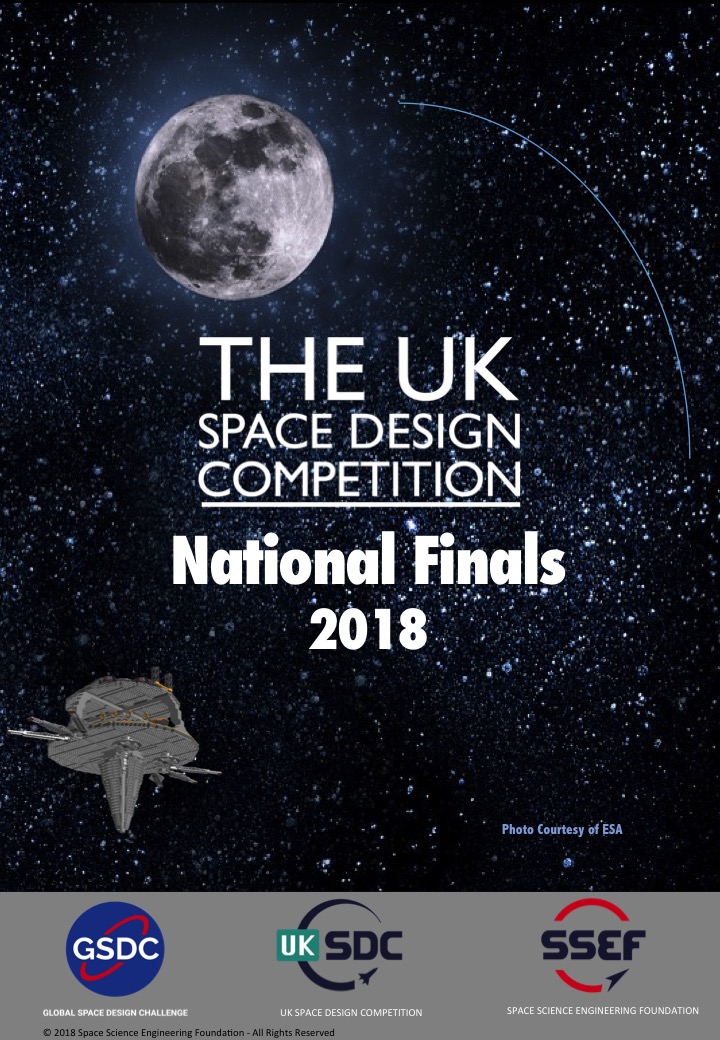 THE UK
SPACE DESIGN
COMPETITION
National Finals
2018
Photo Courtesy of ESA
GSDC
UK SDC
SSEF
GLOBAL SPACE DESIGN CHALLENGE
UK SPACE DESIGN COMPETITION
SPACE SCIENCE ENGINEERING FOUNDATION
© 2018 Space Science Engineering Foundation - All Rights Reserved